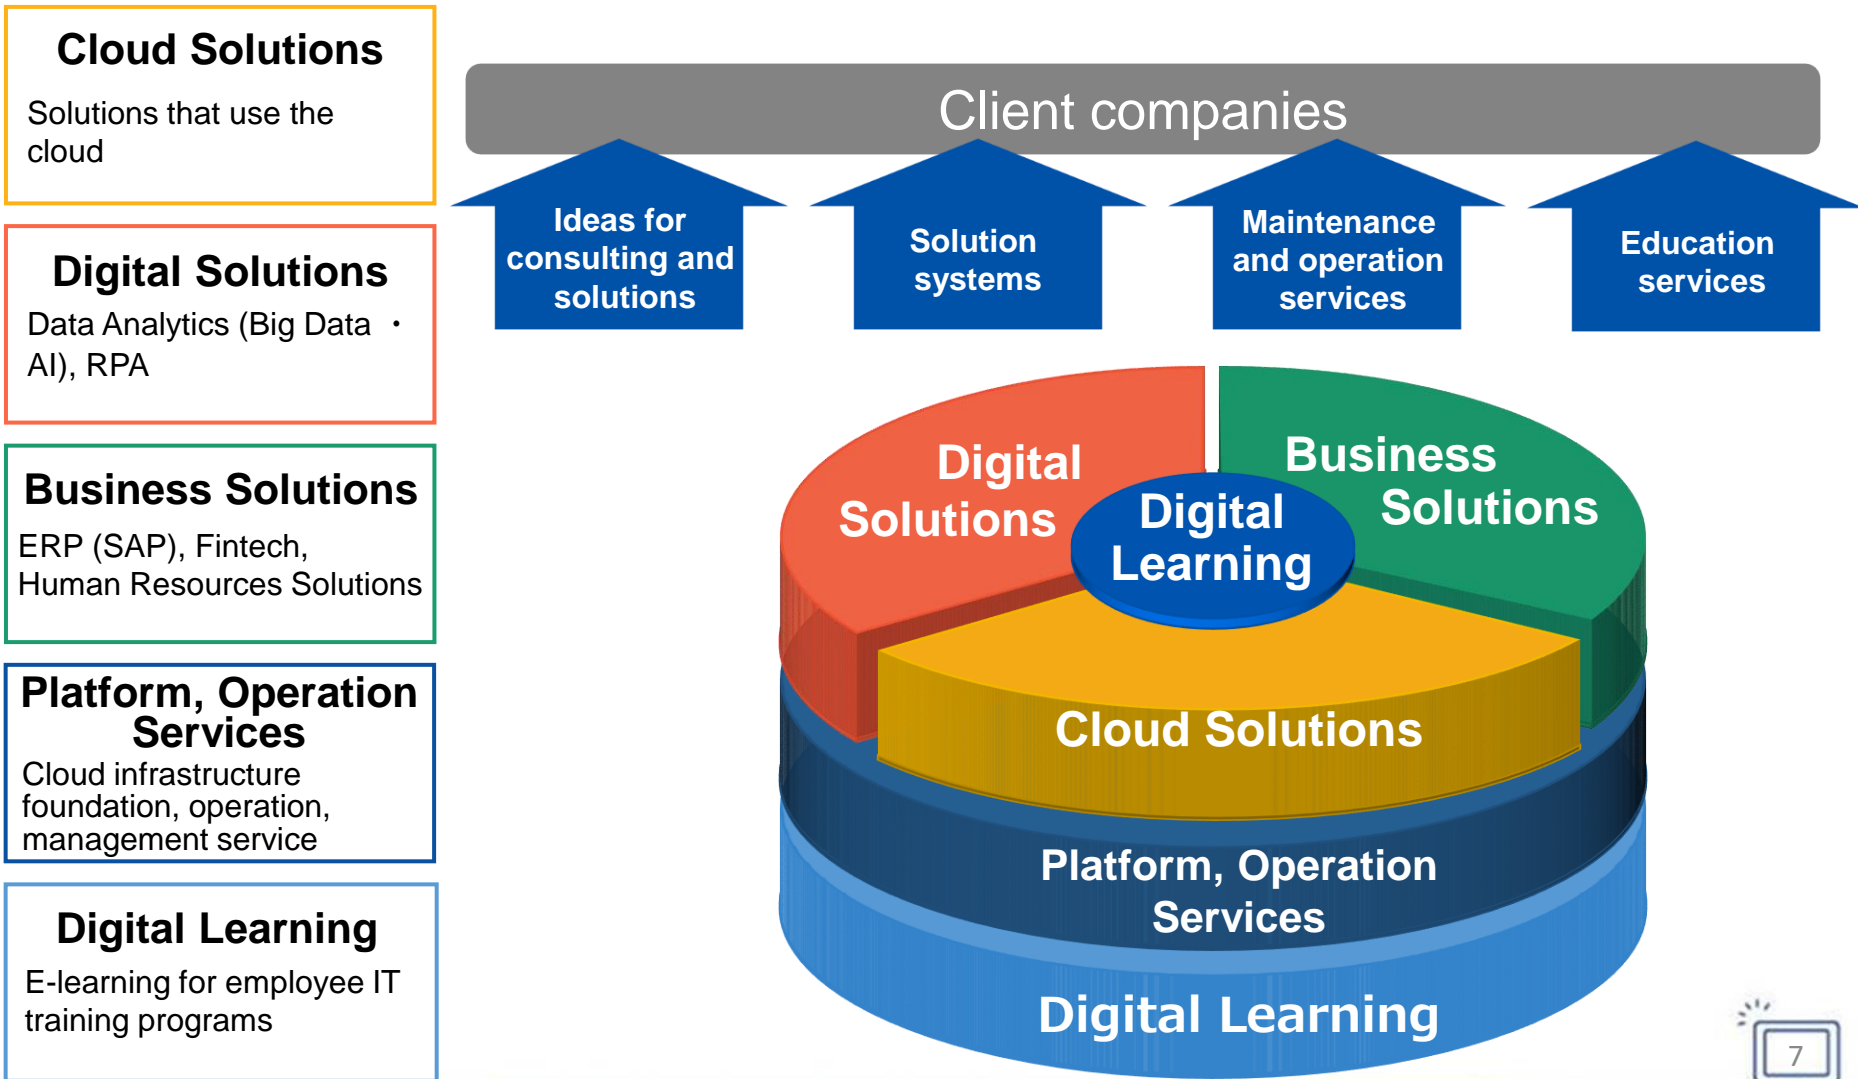 Cloud Solutions
Solutions that use the
cloud
Digital Solutions
Data Analytics (Big Data ・
AI), RPA
Business Solutions
ERP (SAP), Fintech,
Human Resources Solutions
Platform, Operation
Services
Cloud infrastructure
foundation, operation,
management service
Digital Learning
E-learning for employee IT
training programs
Client companies
Ideas for
consulting and
solutions
Solution
systems
Maintenance
and operation
services
Education
services
Digital
Solutions
Business
Solutions
Digital
Learning
Cloud Solutions
Platform, Operation
Services
Digital Learning
7